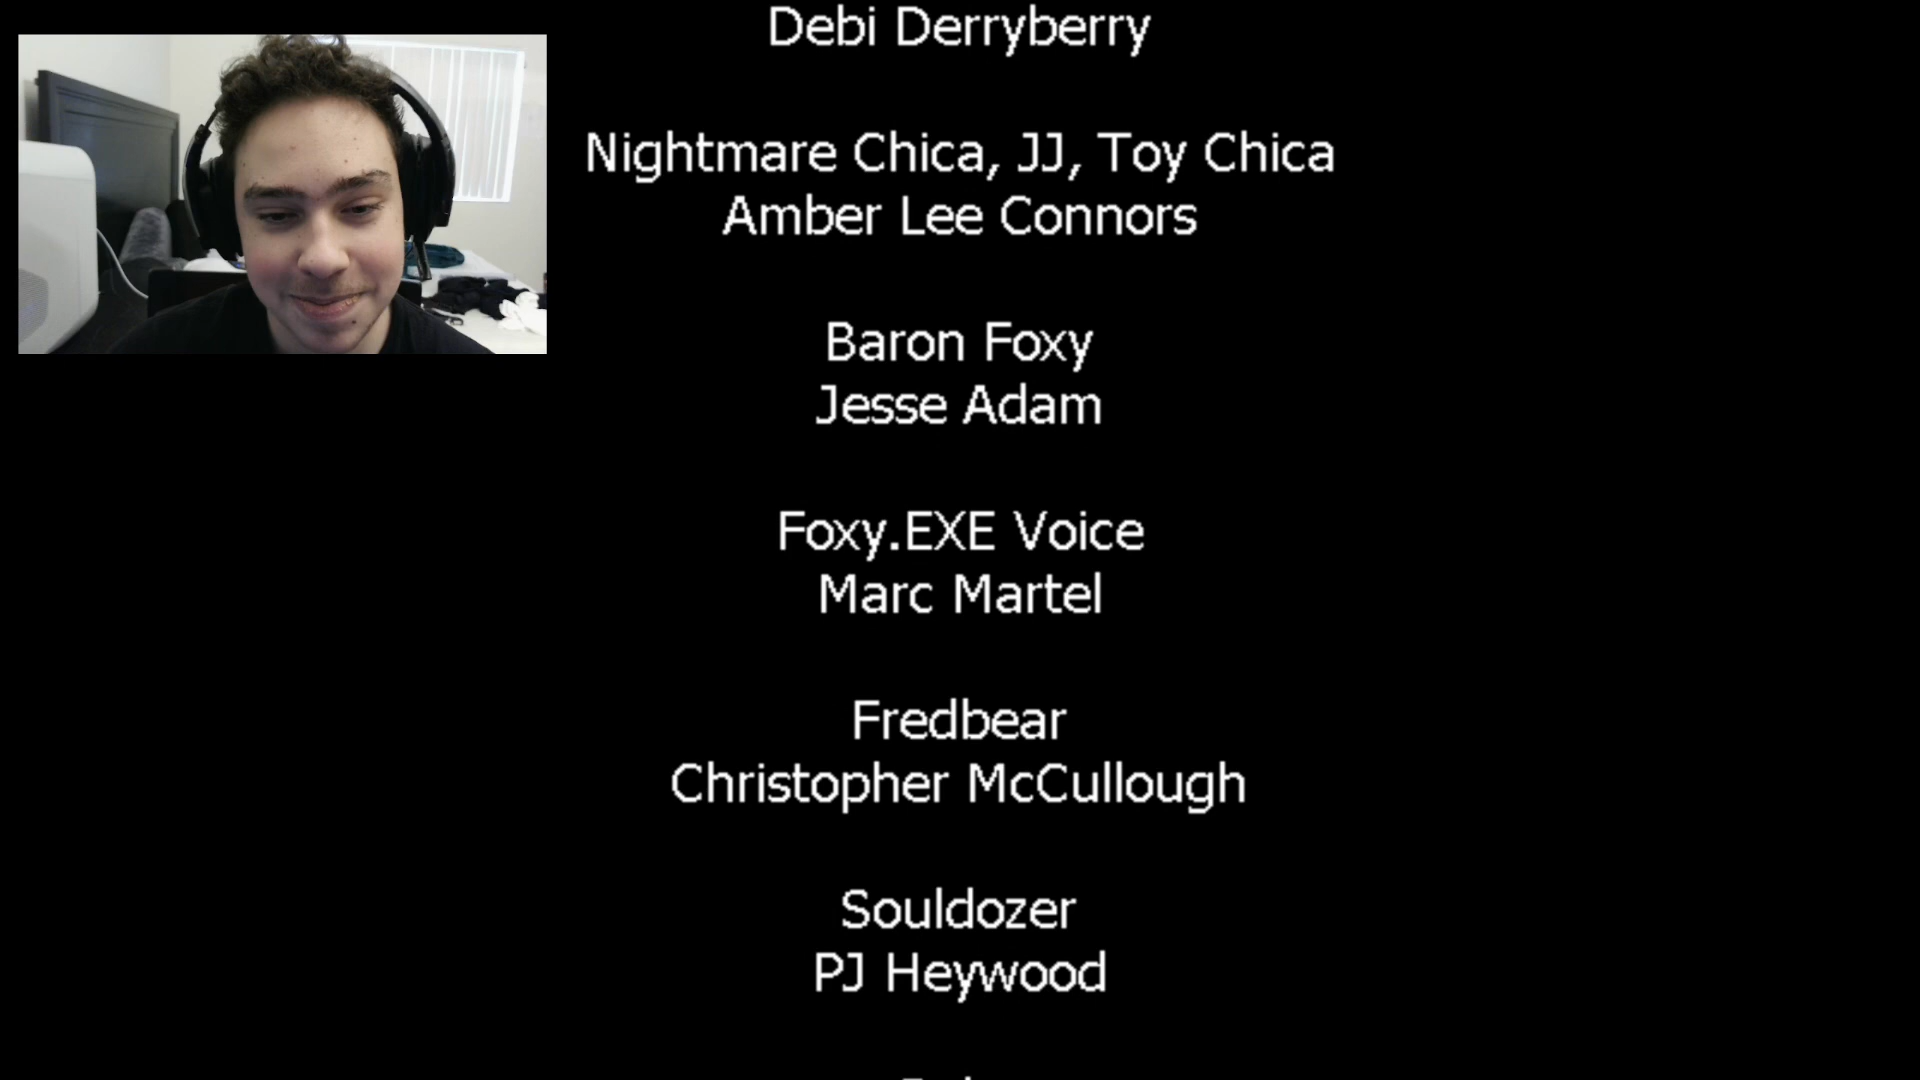 Debi Derryberry
Nightmare Chica, JJ, Toy Chica
Amber Lee Connors
Baron Foxy
Jesse Adam
Foxy.EXE Voice
Marc Martel
Fredbear
Christopher McCullough
Souldozer
PJ Heywood